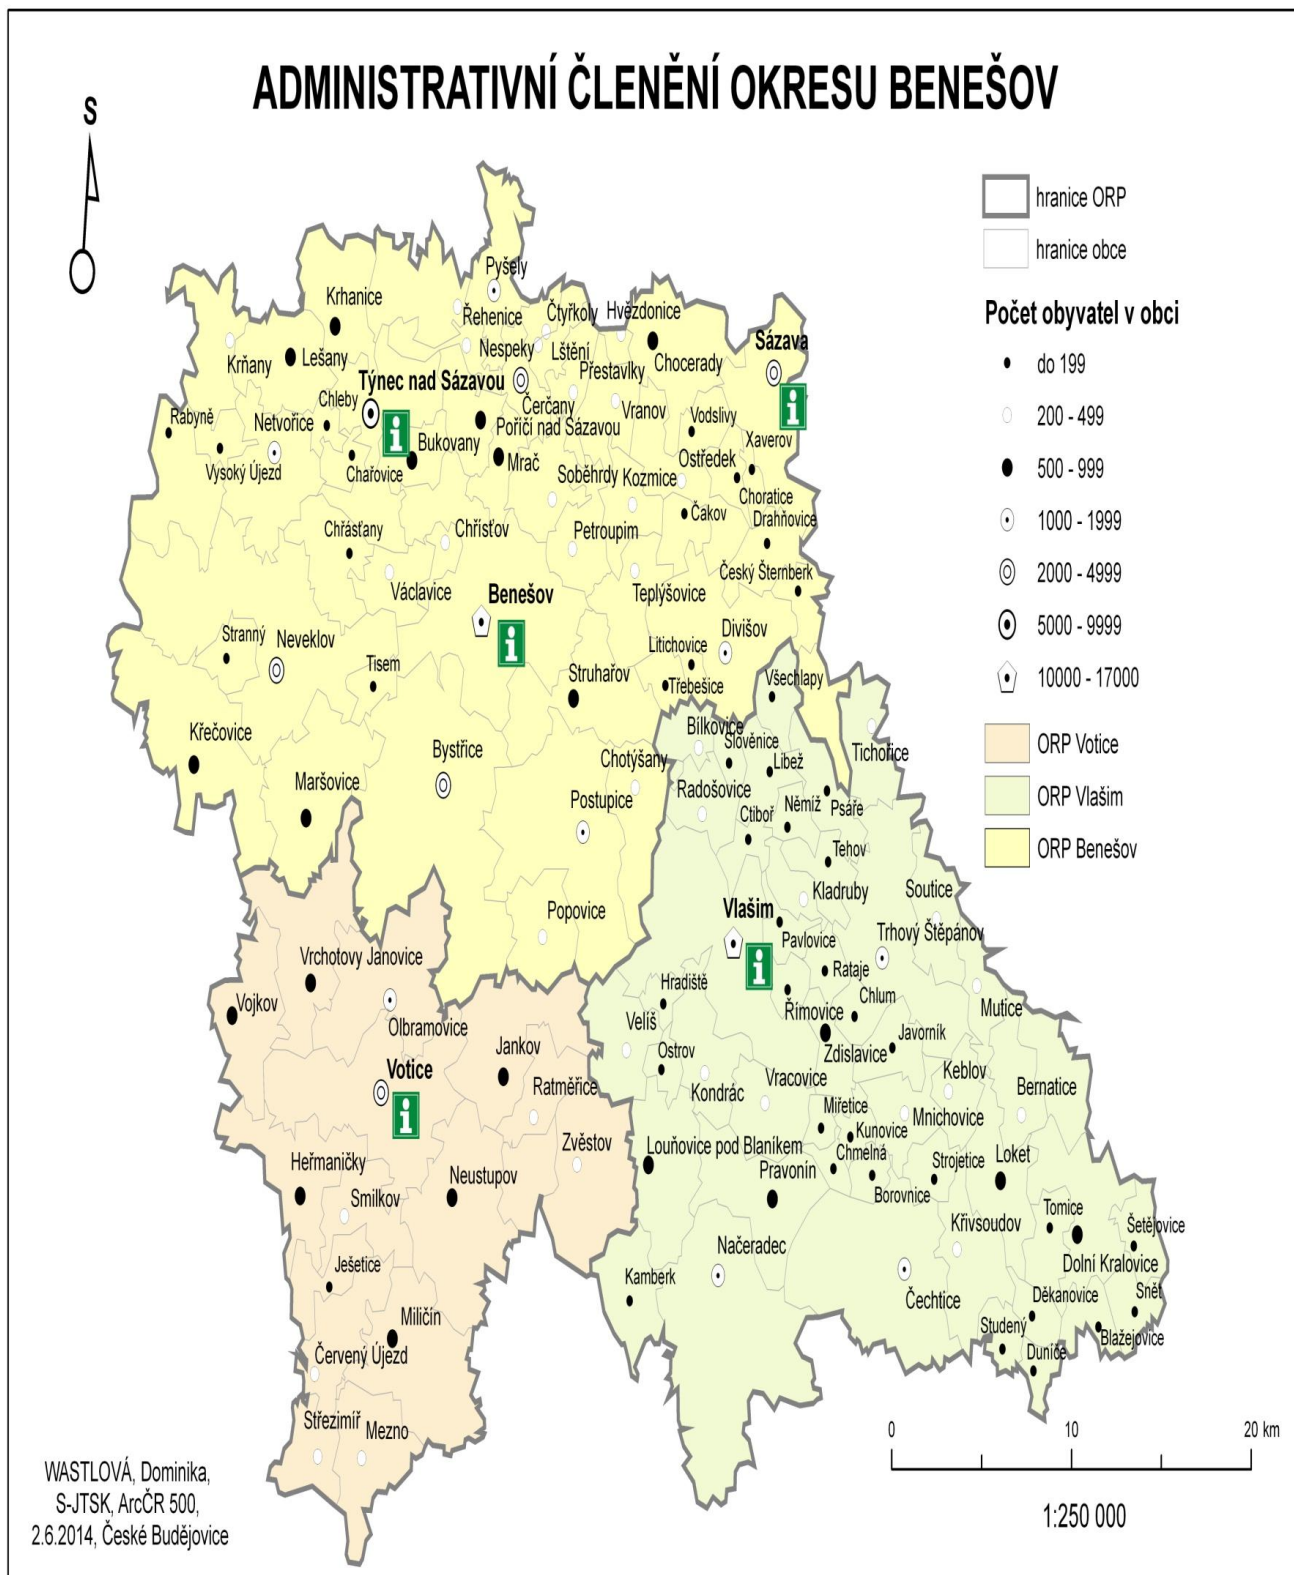 ADMINISTRATIVNÍ ČLENĚNÍ OKRESU BENEŠOV
S
hranice ORP
hranice obce
Počet obyvatel v obci
do 199
200 - 499
500 - 999
1000 - 1999
2000 - 4999
5000 - 9999
10000 - 17000
ORP Votice
ORP Vlašim
ORP Benešov
Pyšely
Krhanice
Řehenice
Čtyřkoly
Hvězdonice
Sázava
Krňany
Lešany
Nespeky
Lštění
Chocerady
Týnec nad Sázavou
Přestavlky
Chleby
Čerčany
Vranov
Rabyně
Netvořice
Poříčí nad Sázavou
Vodslivy
Bukovany
Xaverov
Vysoký Újezd
Chařovice
Mrač
Ostředek
Soběhrdy
Kozmice
Choratice
Čakov
Drahňovice
Chřásťany
Chřísťov
Petroupim
Český Šternberk
Václavice
Benešov
Teplýšovice
Divišov
Stranný
Neveklov
Tisem
Litichovice
Struhařov
Třebešice
Všechlapy
Křečovice
Bystřice
Bílkovice
Slověnice
Tichořice
Maršovice
Chotýšany
Libež
Postupice
Radošovice
Ctiboř
Němíž
Psáře
Tehov
Kladruby
Soutice
Popovice
Vlašim
Pavlovice
Trhový Štěpánov
Vrchotovy Janovice
Hradiště
Rataje
Vojkov
Olbramovice
Velíš
Římovice
Chlum
Mutice
Jankov
Ostrov
Zdislavice
Javorník
Votice
Ratměřice
Kondrác
Vracovice
Keblov
Bernatice
Miřetice
Mnichovice
Zvěstov
Louňovice pod Blaníkem
Kunovice
Heřmaničky
Neustupov
Pravonín
Chmelná
Strojetice
Loket
Smilkov
Borovnice
Křivsoudov
Tomice
Šetějovice
Načeradec
Dolní Kralovice
Ješetice
Kamberk
Čechtice
Děkanovice
Snět
Miličín
Studený
Blažejovice
Červený Újezd
Duníče
Střezimíř
Mezno
0 10 20 km
1:250 000
WASTLOVÁ, Dominika,
S-JTSK, ArcČR 500,
2.6.2014, České Budějovice